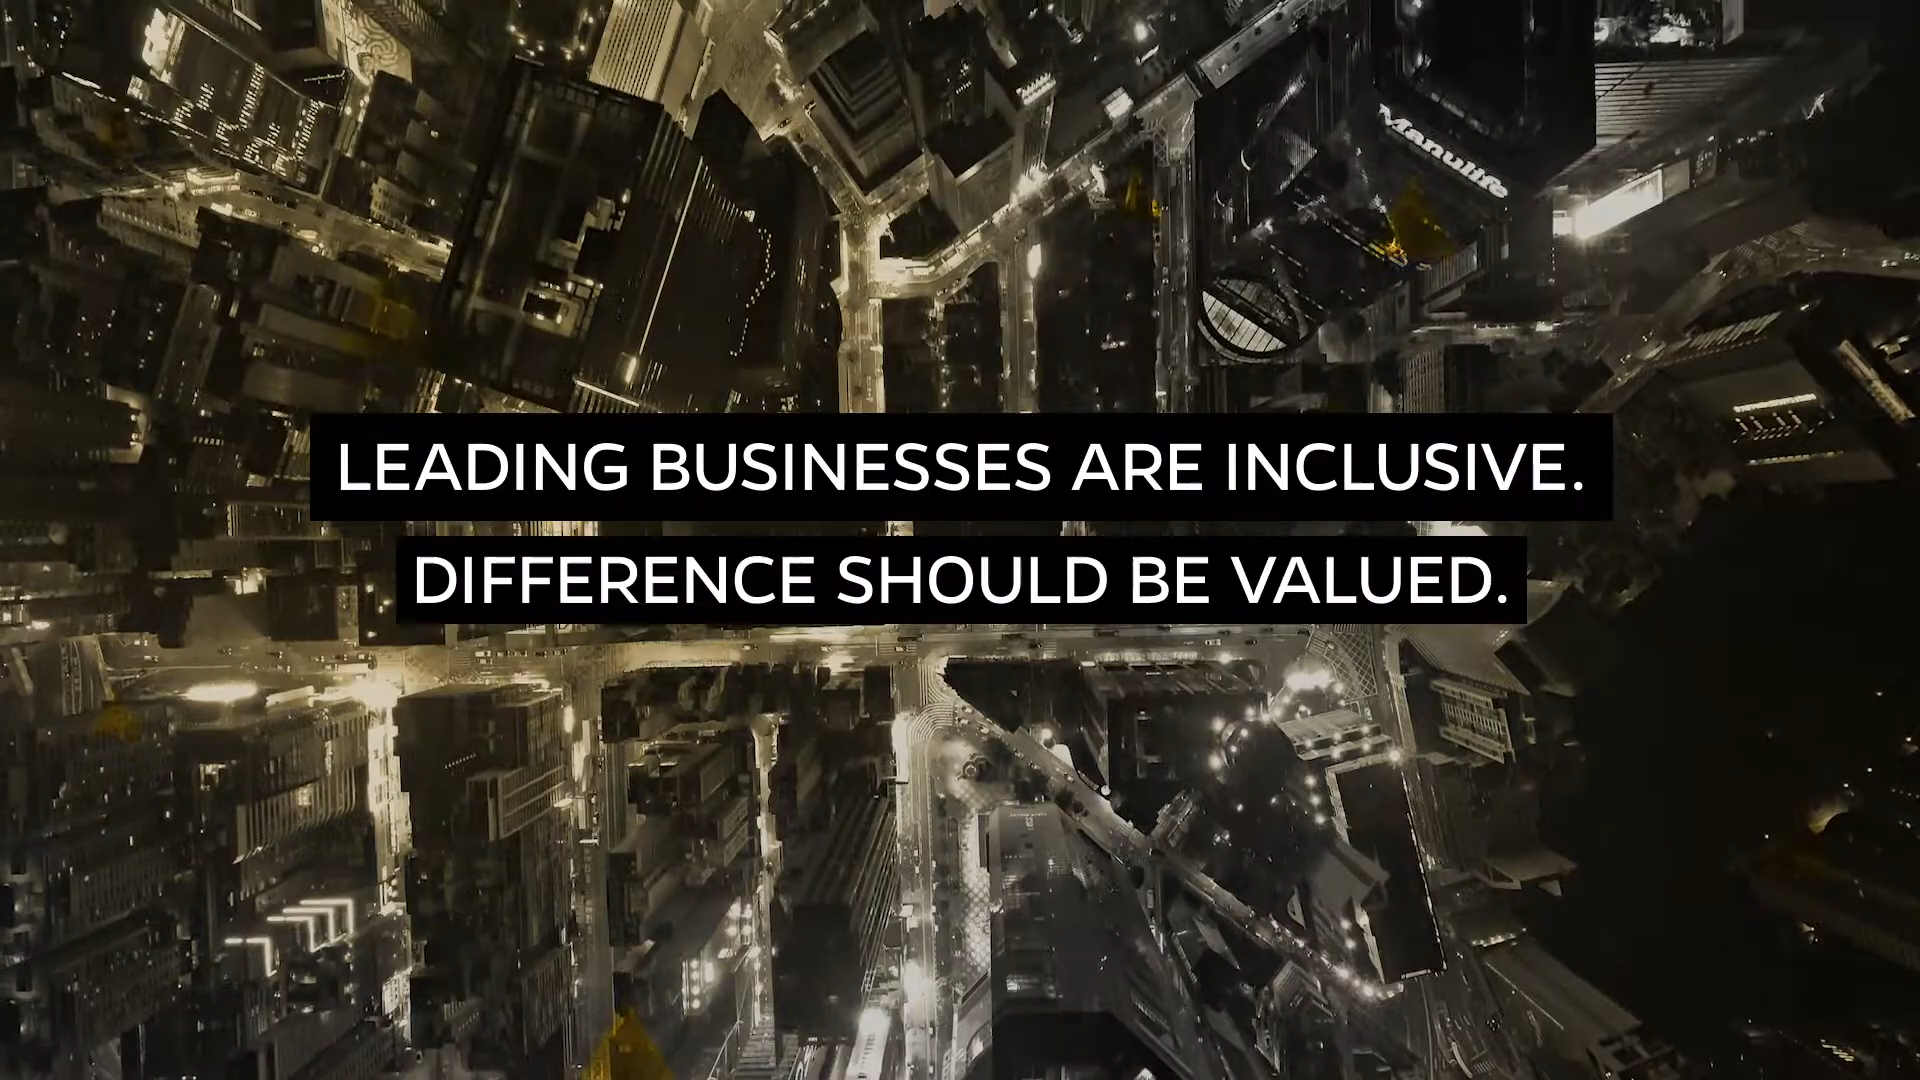 Manulife
LEADING BUSINESSES ARE INCLUSIVE.
DIFFERENCE SHOULD BE VALUED.